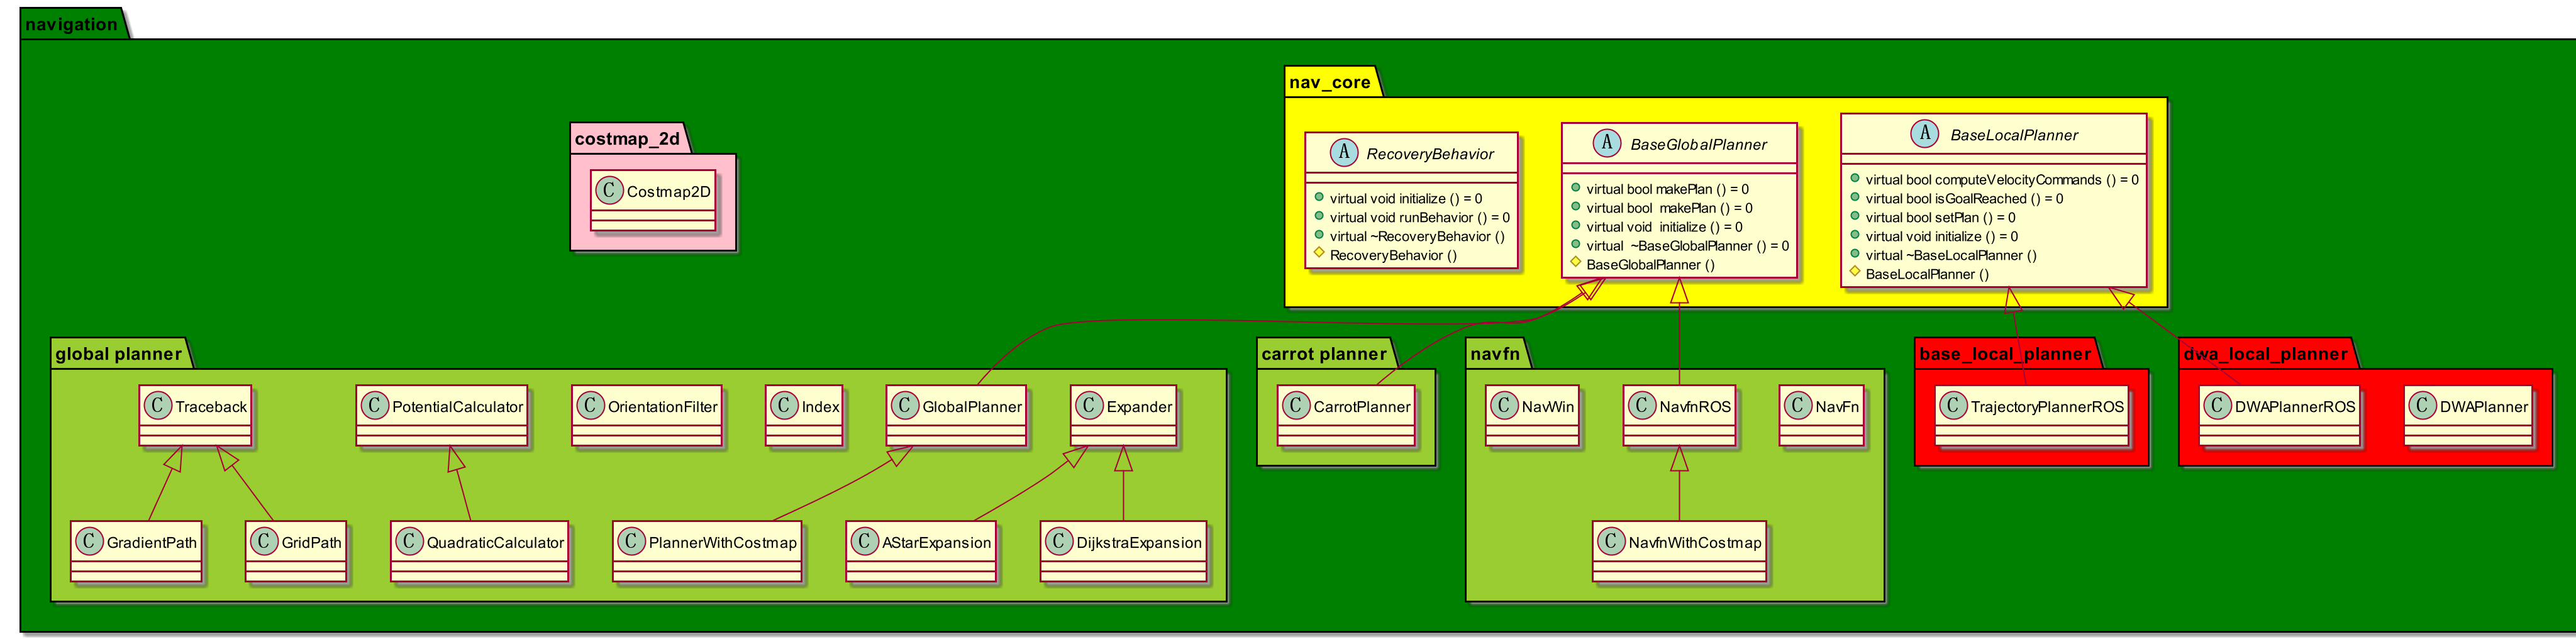 navigation
nav_core
costmap_2d
C Costmap2D
A RecoveryBehavior
virtual void initialize () = 0
virtual void runBehavior () = 0
virtual ~RecoveryBehavior ()
RecoveryBehavior ()
A BaseGlobalPlanner
virtual bool makePlan () = 0
virtual bool makePlan () = 0
virtual void initialize () = 0
virtual ~BaseGlobalPlanner () = 0
BaseGlobalPlanner ()
A BaseLocalPlanner
virtual bool computeVelocityCommands () = 0
virtual bool isGoalReached () = 0
virtual bool setPlan () = 0
virtual void initialize () = 0
virtual ~BaseLocalPlanner ()
BaseLocalPlanner ()
global planner
C Traceback
C PotentialCalculator
C OrientationFilter
C Index
C GlobalPlanner
C Expander
C GradientPath
C GridPath
C QuadraticCalculator
C PlannerWithCostmap
C AStarExpansion
C DijkstraExpansion
carrot planner
C CarrotPlanner
navfn
C NavWin
C NavfnROS
C NavFn
C NavfnWithCostmap
base_local_planner
C TrajectoryPlannerROS
dwa_local_planner
C DWAPlannerROS
C DWAPlanner